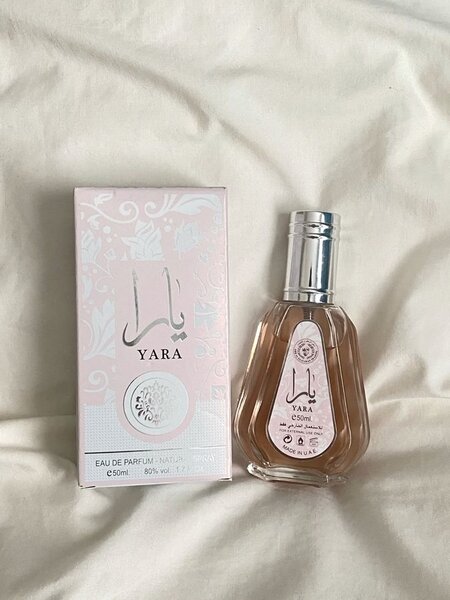 يارا
YARA
EAU DE PARFUM - NATURAL
℮50ml. 80% vol.
يارا
YARA
℮50ml
للاستعمال الخارجي فقط
FOR EXTERNAL USE ONLY
MADE IN U.A.E.